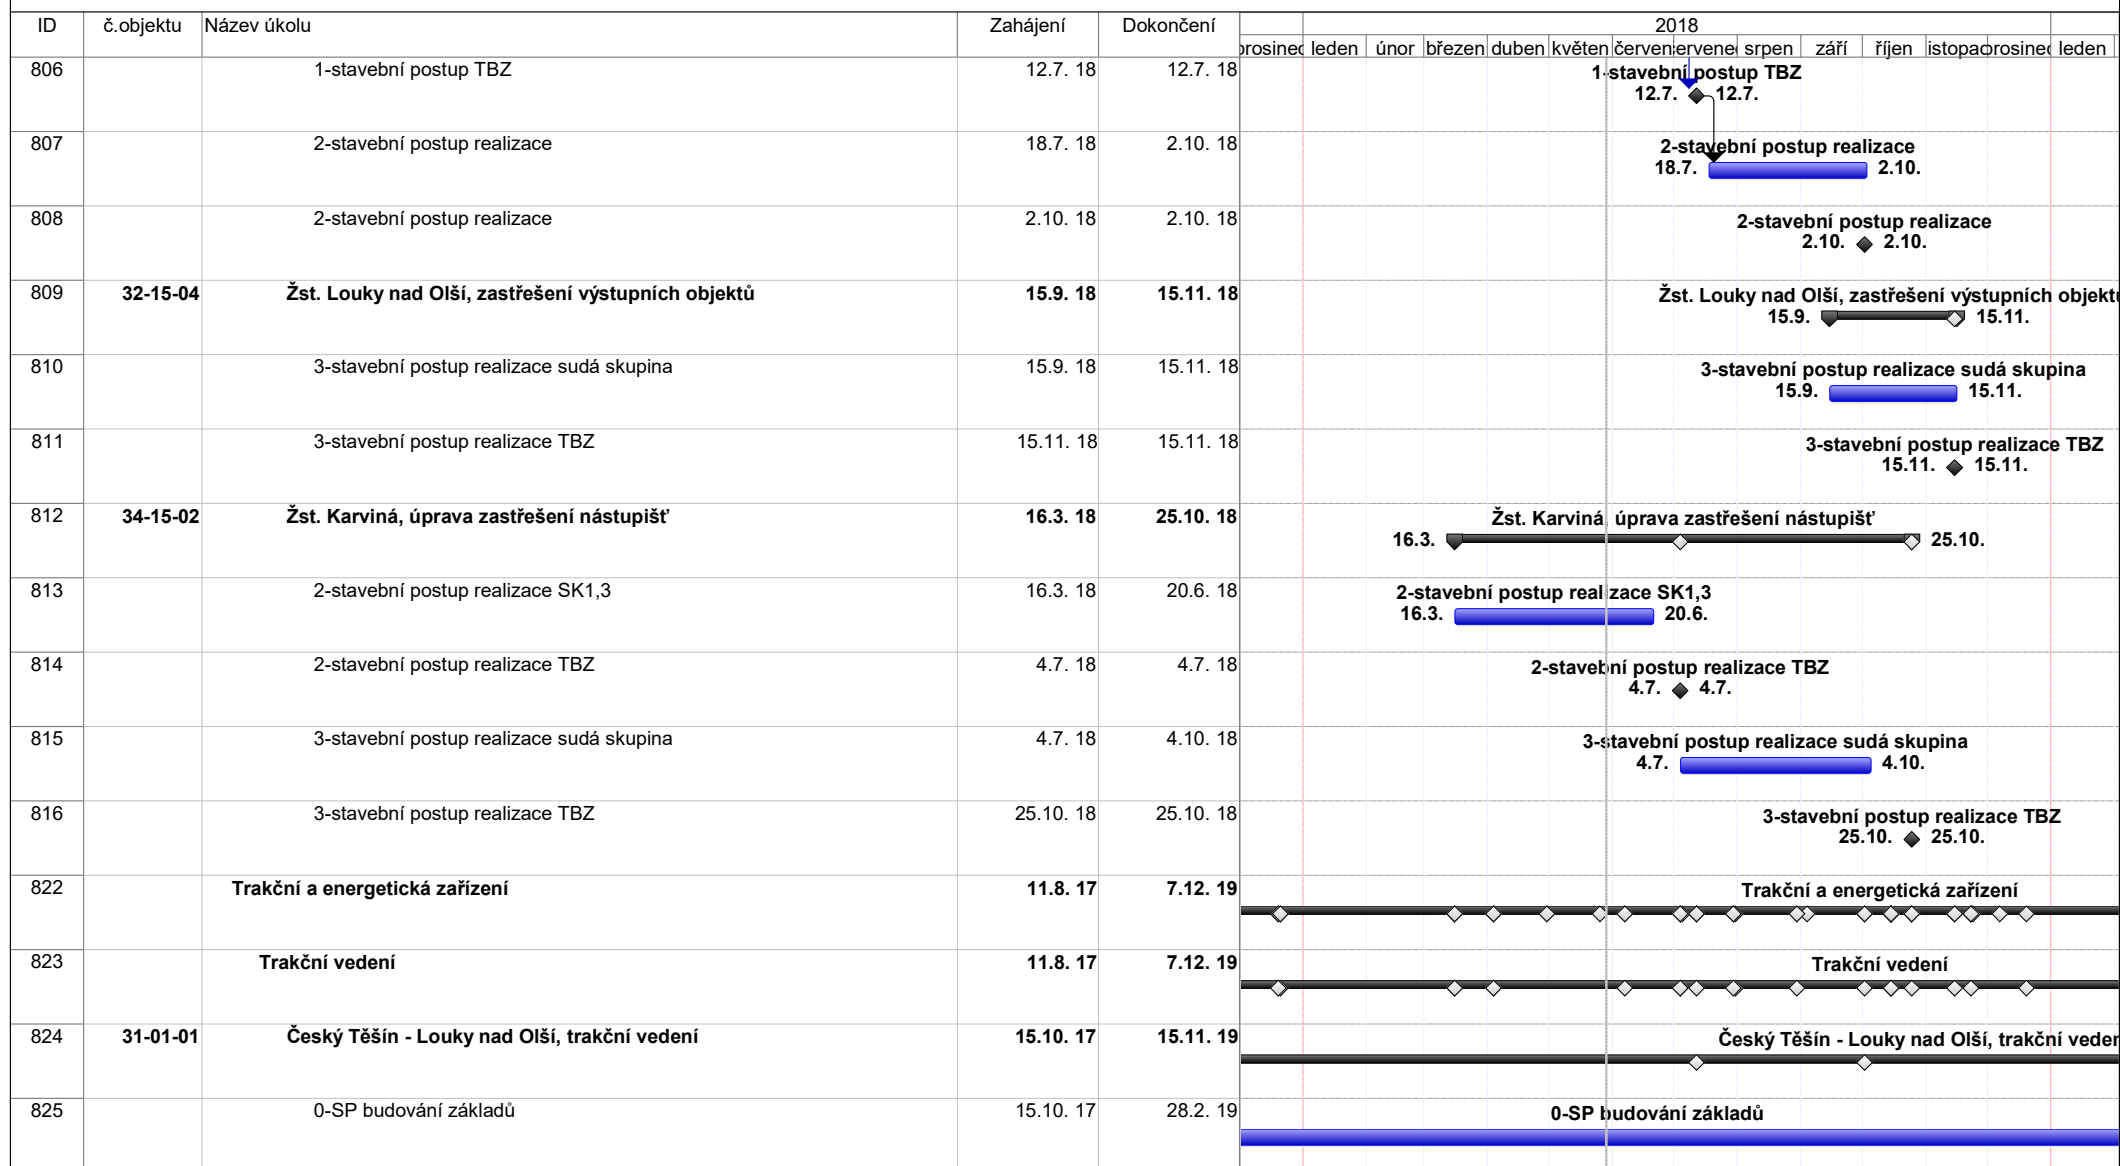 ID č.objektu Název úkolu Zahájení Dokončení 2018
prosinec leden únor březen duben květen červen červenec srpen září říjen listopad prosinec leden
806 1-stavební postup TBZ 12.7. 18 12.7. 18 1-stavební postup TBZ
12.7. 12.7.
807 2-stavební postup realizace 18.7. 18 2.10. 18 2-stavební postup realizace
18.7. 2.10.
808 2-stavební postup realizace 2.10. 18 2.10. 18 2-stavební postup realizace
2.10. 2.10.
809 32-15-04 Žst. Louky nad Olší, zastřešení výstupních objektů 15.9. 18 15.11. 18 Žst. Louky nad Olší, zastřešení výstupních objektů
15.9. 15.11.
810 3-stavební postup realizace sudá skupina 15.9. 18 15.11. 18 3-stavební postup realizace sudá skupina
15.9. 15.11.
811 3-stavební postup realizace TBZ 15.11. 18 15.11. 18 3-stavební postup realizace TBZ
15.11. 15.11.
812 34-15-02 Žst. Karviná, úprava zastřešení nástupišť 16.3. 18 25.10. 18 Žst. Karviná, úprava zastřešení nástupišť
16.3. 25.10.
813 2-stavební postup realizace SK1,3 16.3. 18 20.6. 18 2-stavební postup realizace SK1,3
16.3. 20.6.
814 2-stavební postup realizace TBZ 4.7. 18 4.7. 18 2-stavební postup realizace TBZ
4.7. 4.7.
815 3-stavební postup realizace sudá skupina 4.7. 18 4.10. 18 3-stavební postup realizace sudá skupina
4.7. 4.10.
816 3-stavební postup realizace TBZ 25.10. 18 25.10. 18 3-stavební postup realizace TBZ
25.10. 25.10.
822 Trakční a energetická zařízení 11.8. 17 7.12. 19 Trakční a energetická zařízení
823 Trakční vedení 11.8. 17 7.12. 19 Trakční vedení
824 31-01-01 Český Těšín - Louky nad Olší, trakční vedení 15.10. 17 15.11. 19 Český Těšín - Louky nad Olší, trakční veder
825 0-SP budování základů 15.10. 17 28.2. 19 0-SP budování základů